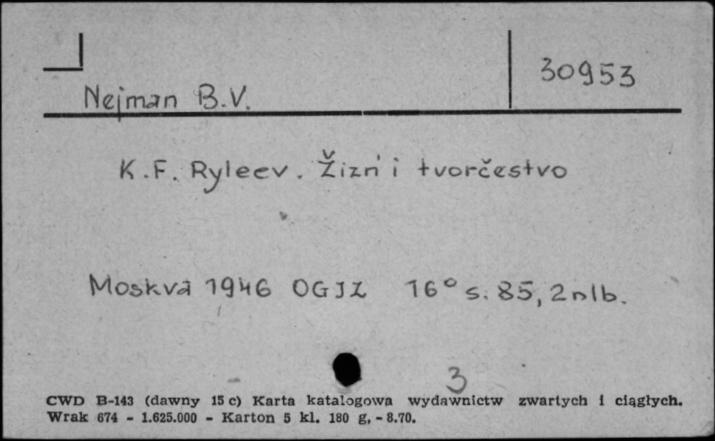 30953
Nejman B.V.
K.F. Ryleev. Žizń i tvorčestvo
Moskva 1946 OGIZ 16° s. 85, 2 nlb.
3
CWD B-143 (dawny 15 c) Karta katalogowa wydawnictw zwartych i ciągłych.
Wrak 674 - 1.625.000 - Karton 5 kl. 180 g, - 8.70.